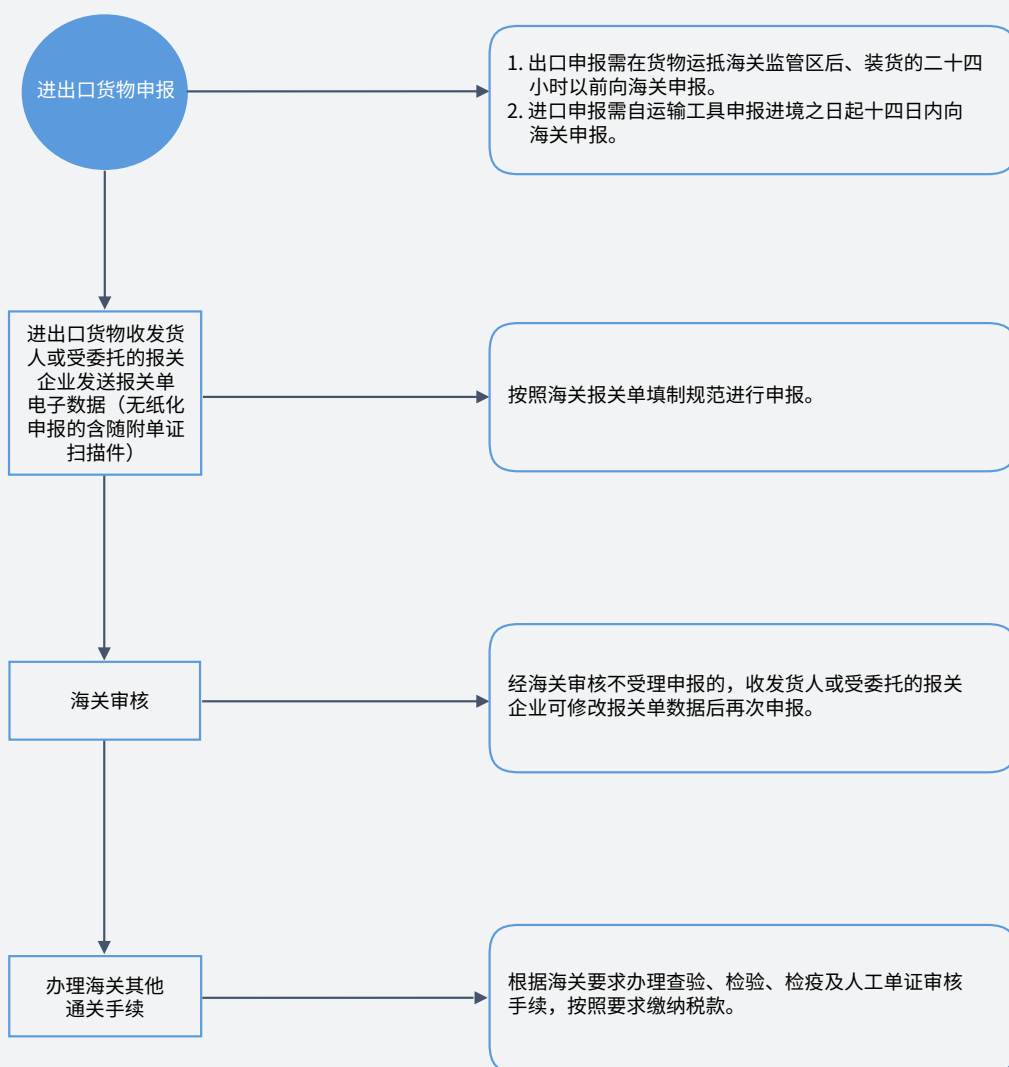 进出口货物申报
1. 出口申报需在货物运抵海关监管区后、装货的二十四
小时以前向海关申报。
2. 进口申报需自运输工具申报进境之日起十四日内向
海关申报。
进出口货物收发货
人或受委托的报关
企业发送报关单
电子数据（无纸化
申报的含随附单证
扫描件）
按照海关报关单填制规范进行申报。
海关审核
经海关审核不受理申报的，收发货人或受委托的报关
企业可修改报关单数据后再次申报。
办理海关其他
通关手续
根据海关要求办理查验、检验、检疫及人工单证审核
手续，按照要求缴纳税款。